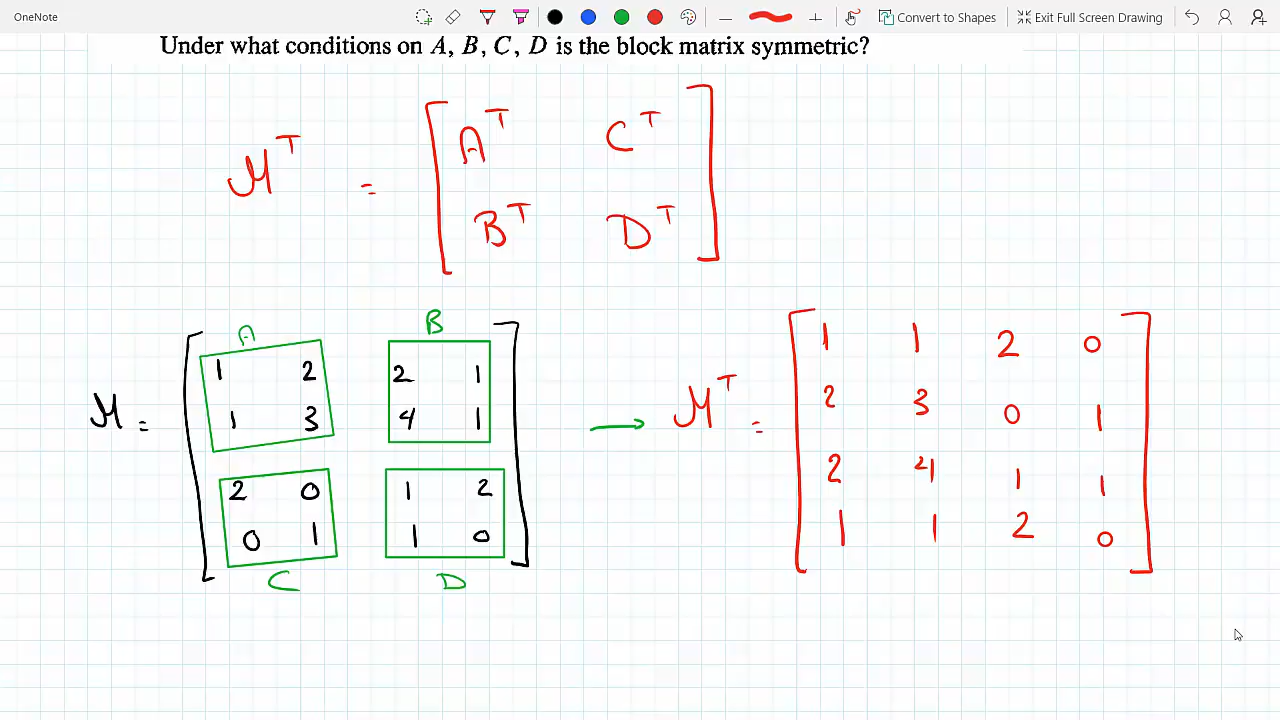 OneNote Convert to Shapes Exit Full Screen Drawing
Under what conditions on A, B, C, D is the block matrix symmetric?
M^T = [ A^T C^T
B^T D^T ]
A B
M = [ 1 2 2 1
1 3 4 1
2 0 1 2
0 1 1 0 ]
C D
→ M^T = [ 1 1 2 0
2 3 0 1
2 4 1 1
1 1 2 0 ]